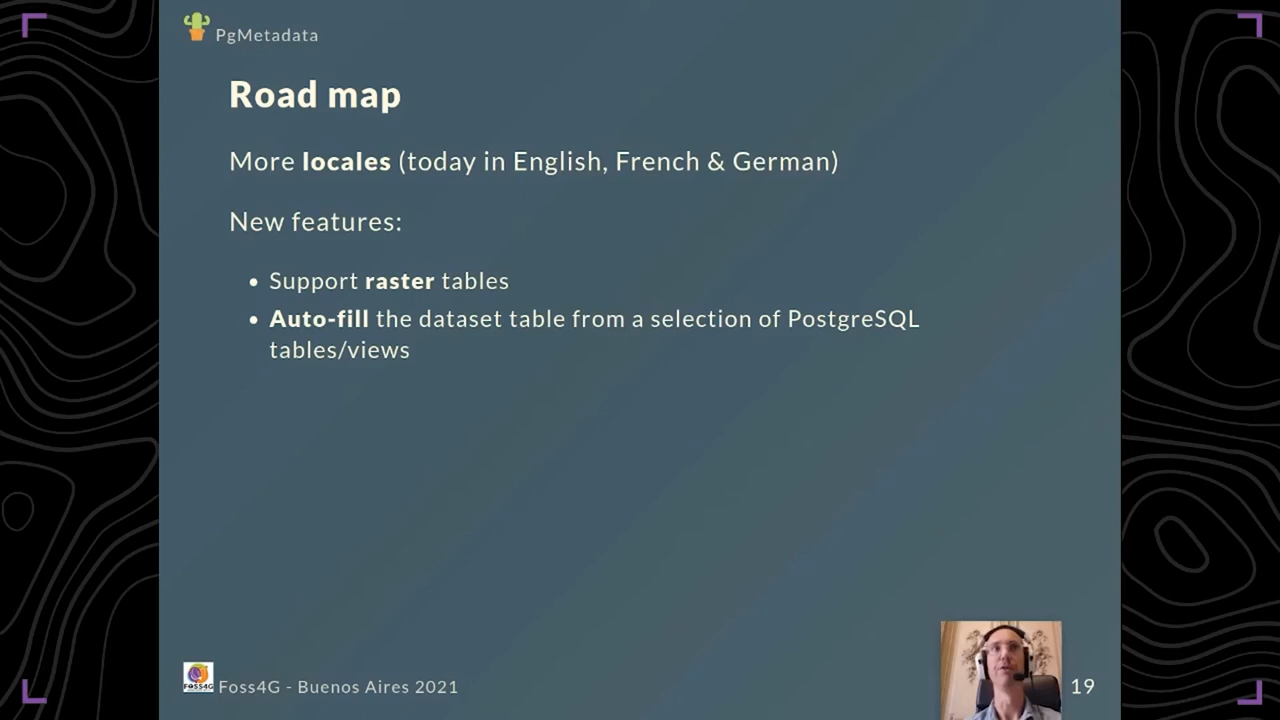 PgMetadata
Road map
More locales (today in English, French & German)
New features:
• Support raster tables
• Auto-fill the dataset table from a selection of PostgreSQL
tables/views
FOSS4G
Foss4G - Buenos Aires 2021
19